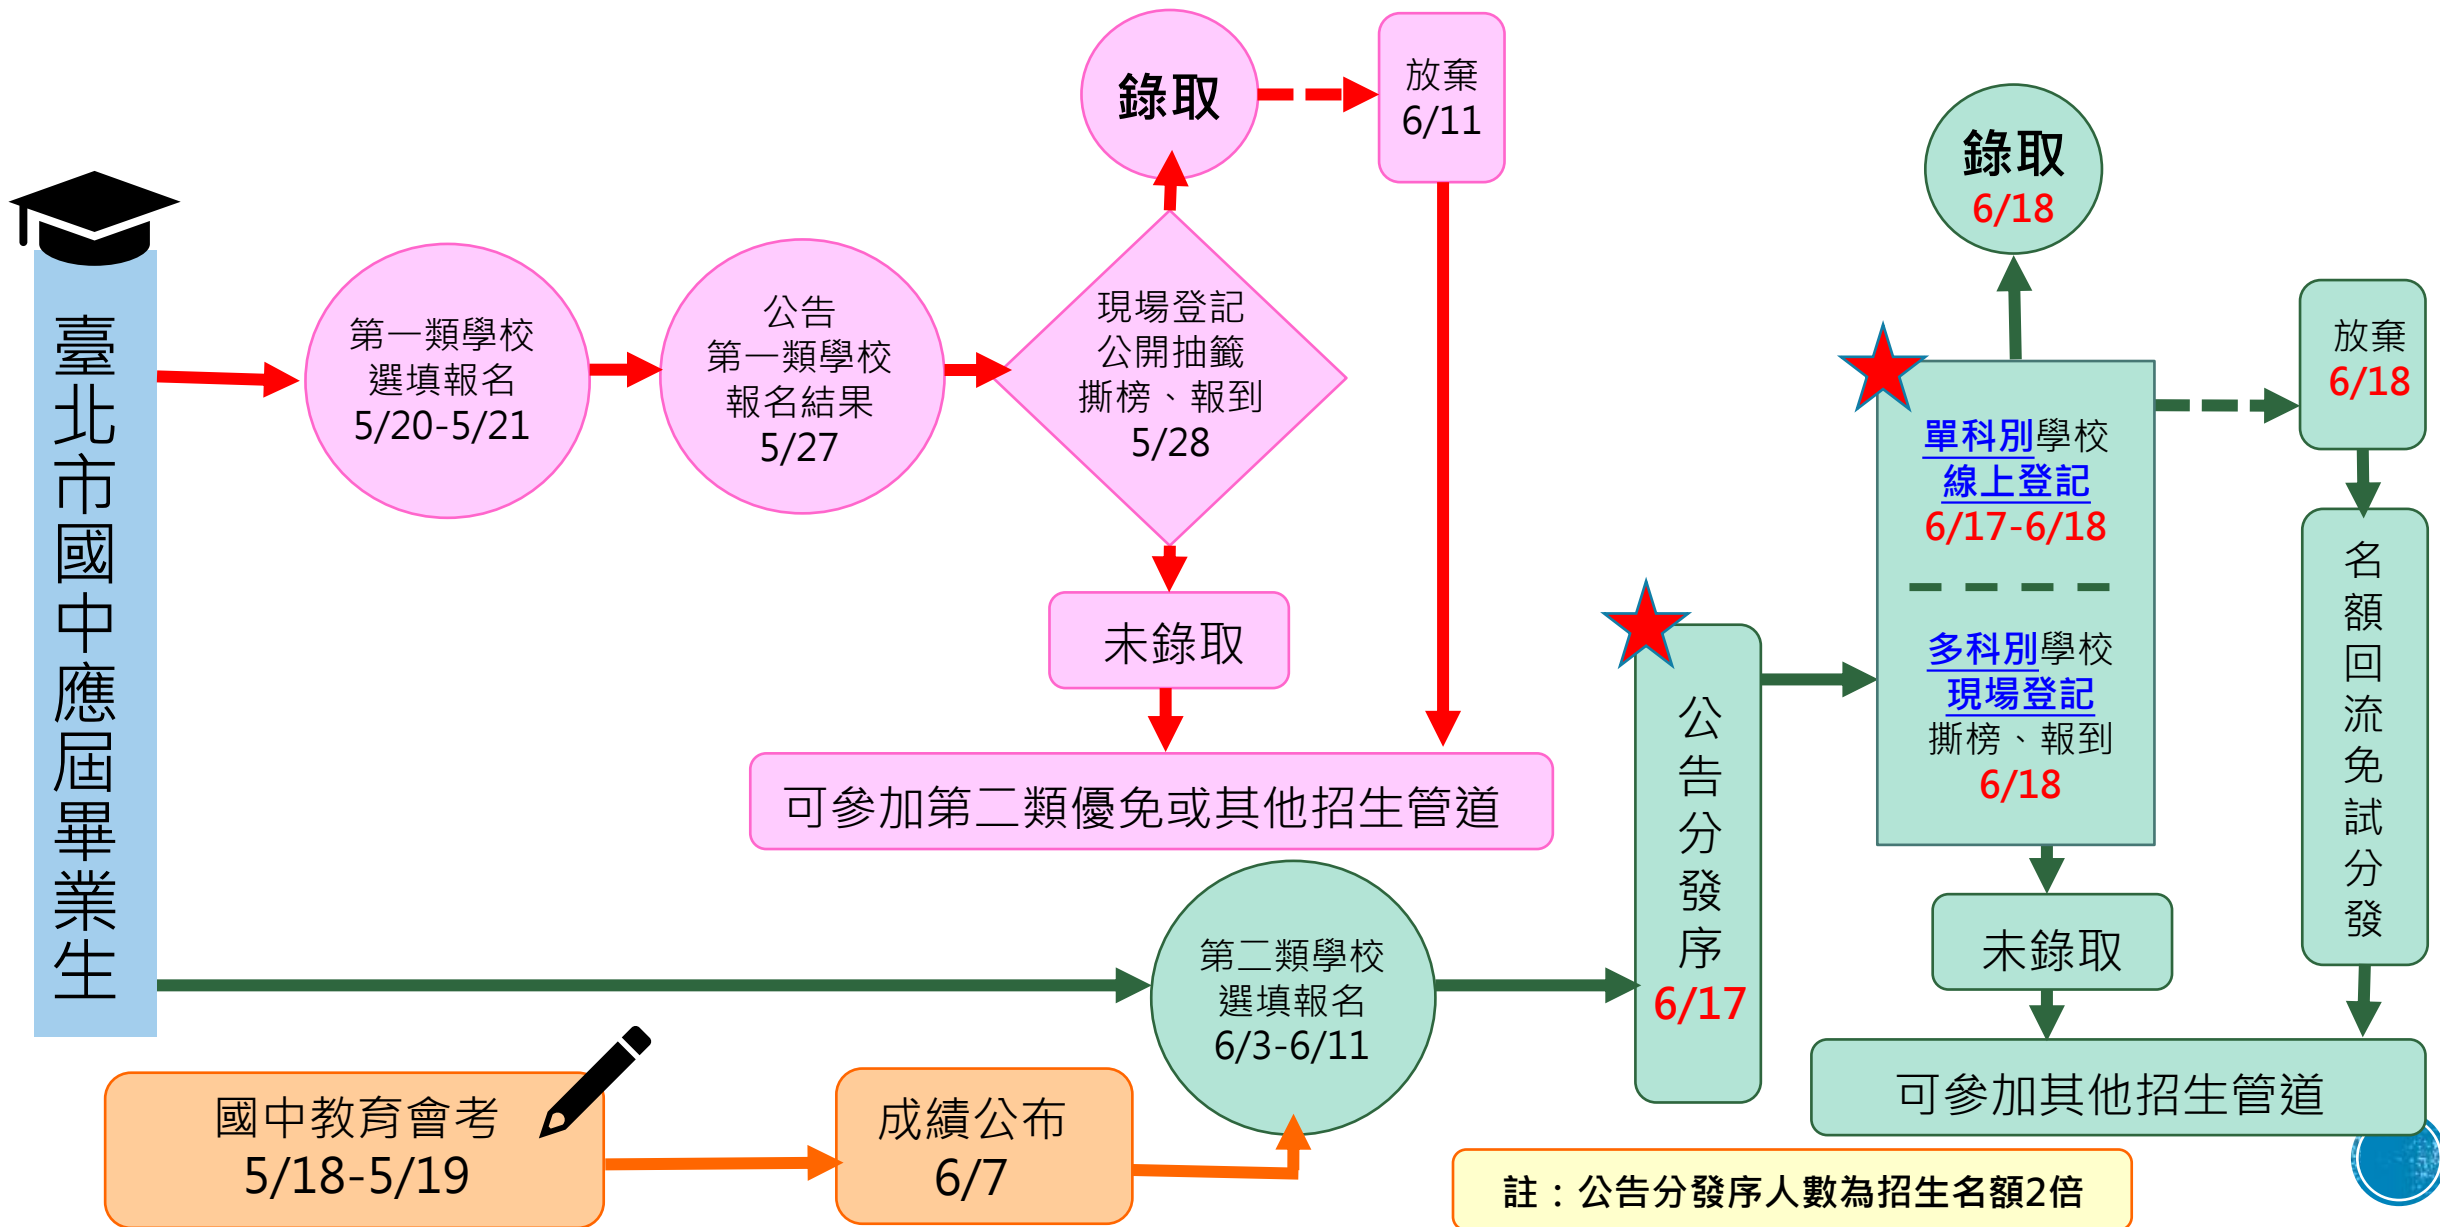 臺北市國中應屆畢業生
第一類學校
選填報名
5/20-5/21
公告
第一類學校
報名結果
5/27
現場登記
公開抽籤
撕榜、報到
5/28
錄取
放棄
6/11
未錄取
可參加第二類優免或其他招生管道
國中教育會考
5/18-5/19
成績公布
6/7
第二類學校
選填報名
6/3-6/11
公告分發序
6/17
單科別學校
線上登記
6/17-6/18
多科別學校
現場登記
撕榜、報到
6/18
錄取
6/18
放棄
6/18
名額回流免試分發
未錄取
可參加其他招生管道
註：公告分發序人數為招生名額2倍